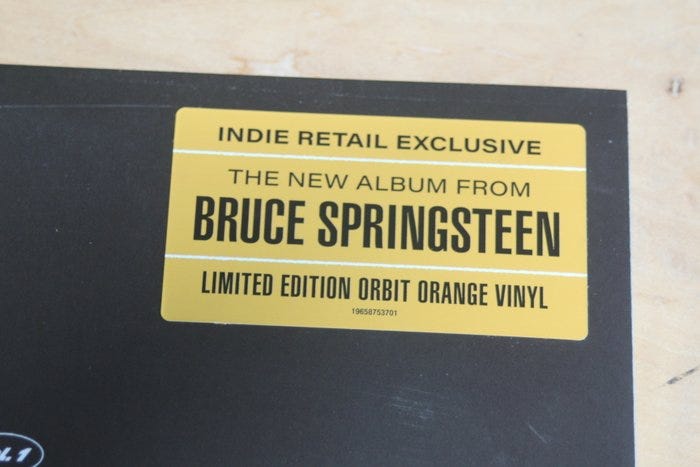 INDIE RETAIL EXCLUSIVE
THE NEW ALBUM FROM
BRUCE SPRINGSTEEN
LIMITED EDITION ORBIT ORANGE VINYL
19658753701